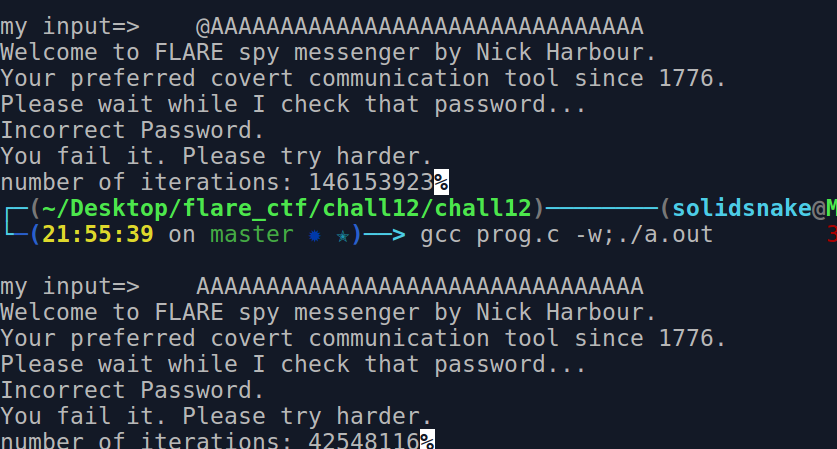 my input=>    @AAAAAAAAAAAAAAAAAAAAAAAAAAAAAAA
Welcome to FLARE spy messenger by Nick Harbour.
Your preferred covert communication tool since 1776.
Please wait while I check that password...
Incorrect Password.
You fail it. Please try harder.
number of iterations: 146153923%
┌─(~/Desktop/flare_ctf/chall12/chall12)────────(solidsnake@M
└─(21:55:39 on master ✹ ✭)──> gcc prog.c -w;./a.out        3
my input=>    AAAAAAAAAAAAAAAAAAAAAAAAAAAAAAAA
Welcome to FLARE spy messenger by Nick Harbour.
Your preferred covert communication tool since 1776.
Please wait while I check that password...
Incorrect Password.
You fail it. Please try harder.
number of iterations: 42548116%